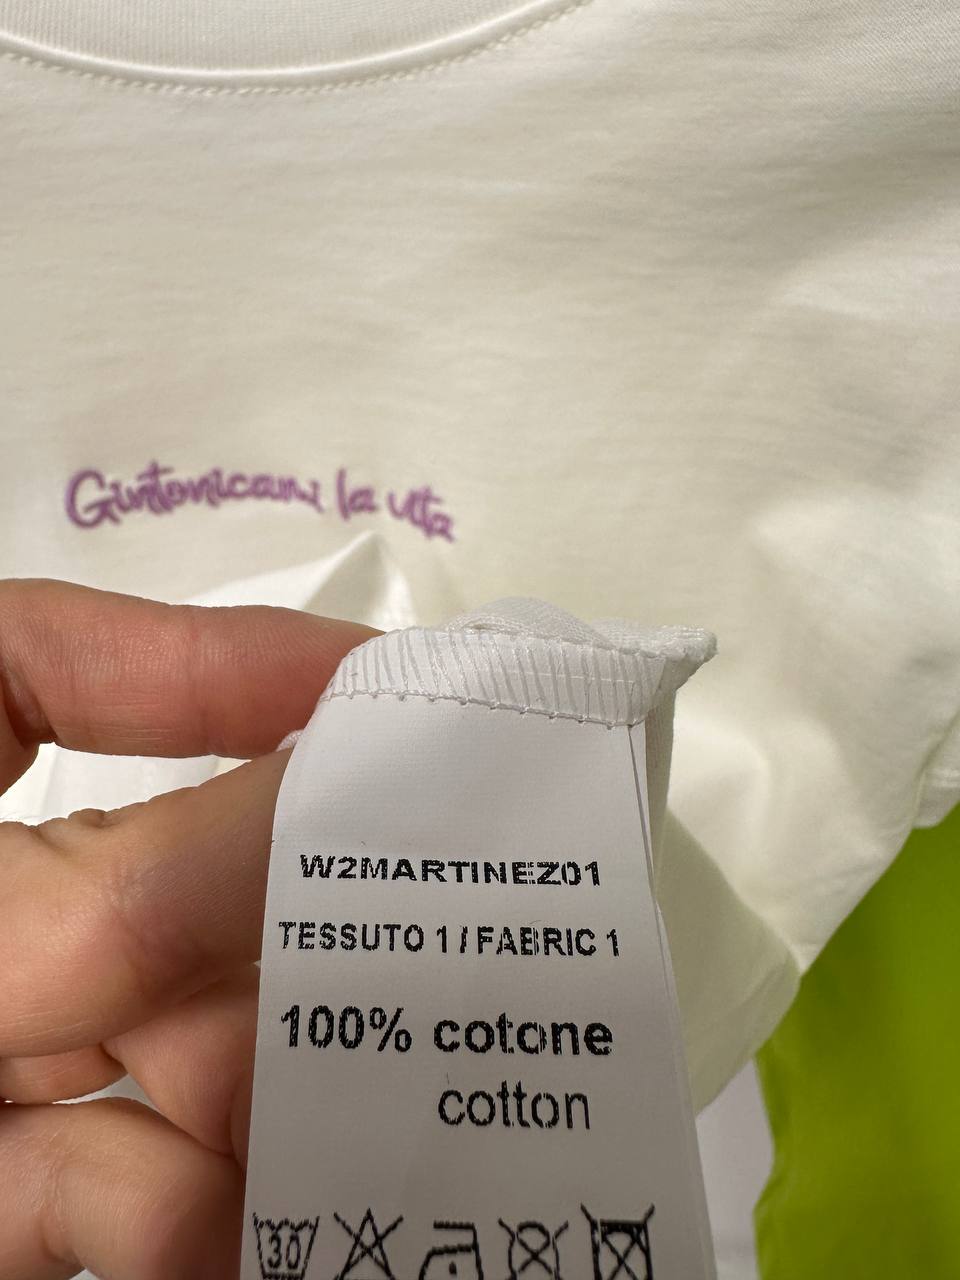 Gintonicami la vita
W2MARTINEZ01
TESSUTO 1 / FABRIC 1
100% cotone
cotton
30